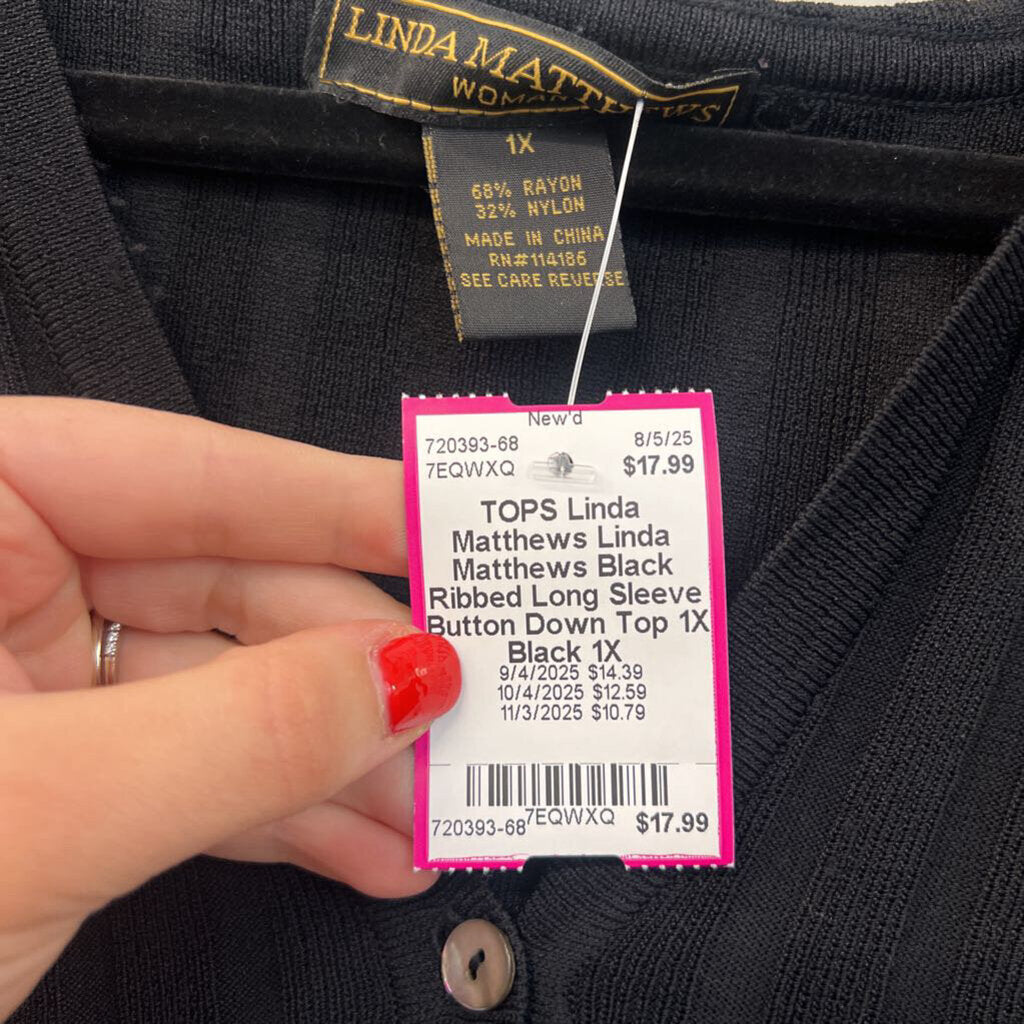 LINDA MATTHEWS
WOMAN
1X
68% RAYON
32% NYLON
MADE IN CHINA
RN#114186
SEE CARE REVERSE
New'd
720393-68 8/5/25
7EQWXQ $17.99
TOPS Linda
Matthews Linda
Matthews Black
Ribbed Long Sleeve
Button Down Top 1X
Black 1X
9/4/2025 $14.39
10/4/2025 $12.59
11/3/2025 $10.79
720393-68 7EQWXQ $17.99